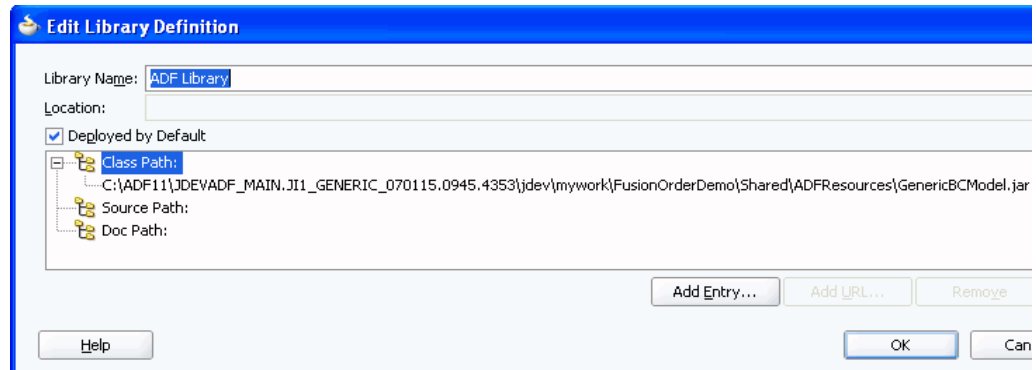 Edit Library Definition
Library Name: ADF Library
Location:
Deployed by Default
Class Path:
C:\ADF11\JDEVADF_MAIN.JI1_GENERIC_070115.0945.4353\jdev\mywork\FusionOrderDemo\Shared\ADFResources\GenericBCModel.jar
Source Path:
Doc Path:
Add Entry... Add URL... Remove
Help OK Can